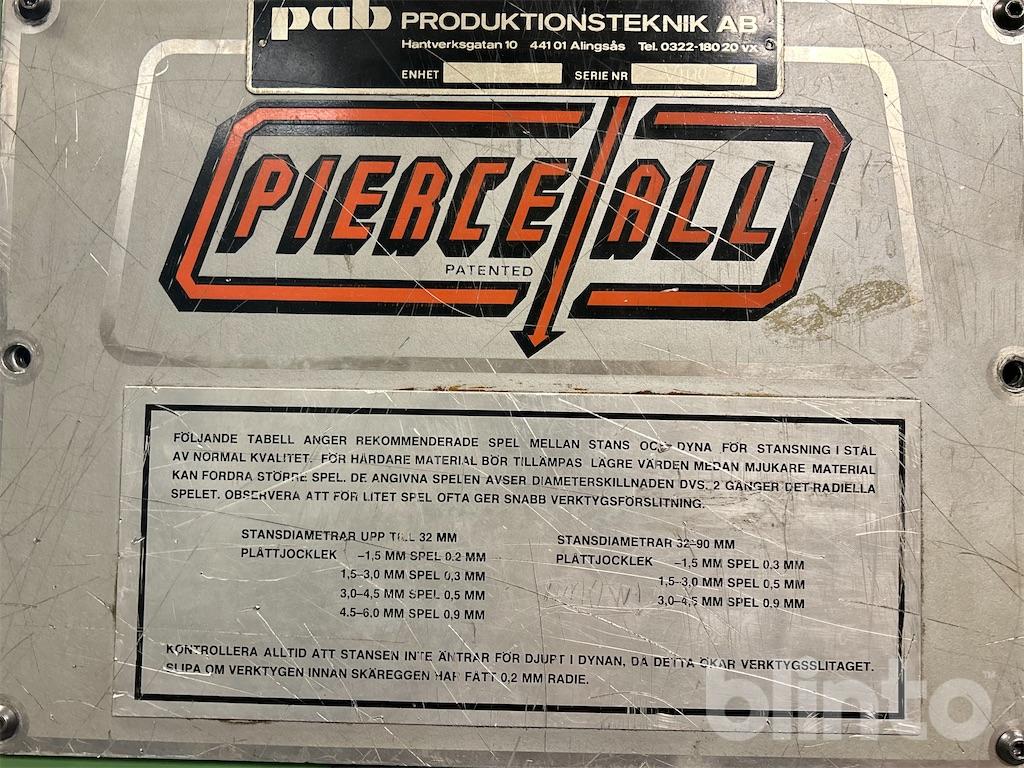 pab PRODUKTIONSTEKNIK AB
Hantverksgatan 10 441 01 Alingsås Tel. 0322-180 20 vx
ENHET SERIE NR
PIERCE ALL
PATENTED
FÖLJANDE TABELL ANGER REKOMMENDERADE SPEL MELLAN STANS OCH DYNA FÖR STANSNING I STÅL
AV NORMAL KVALITET. FÖR HÅRDARE MATERIAL BÖR TILLÄMPAS LÄGRE VÄRDEN MEDAN MJUKARE MATERIAL
KAN FORDRA STÖRRE SPEL. DE ANGIVNA SPELEN AVSER DIAMETERSKILLNADEN DVS. 2 GÅNGER DET RADIELLA
SPELET. OBSERVERA ATT FÖR LITET SPEL OFTA GER SNABB VERKTYGSFÖRSLITNING.
STANSDIAMETRAR UPP TILL 32 MM
PLÅTTJOCKLEK –1,5 MM SPEL 0.2 MM
1,5–3,0 MM SPEL 0,3 MM
3,0–4,5 MM SPEL 0,5 MM
4.5–6.0 MM SPEL 0,9 MM
STANSDIAMETRAR 32–90 MM
PLÅTTJOCKLEK –1,5 MM SPEL 0.3 MM
1,5–3,0 MM SPEL 0,5 MM
3,0–4,5 MM SPEL 0,9 MM
KONTROLLERA ALLTID ATT STANSEN INTE ÄNTRAR FÖR DJUPT I DYNAN, DÅ DETTA ÖKAR VERKTYGSSLITAGET.
SLIPA OM VERKTYGEN INNAN SKÄREGGEN HAR FÅTT 0,2 MM RADIE.
blinto